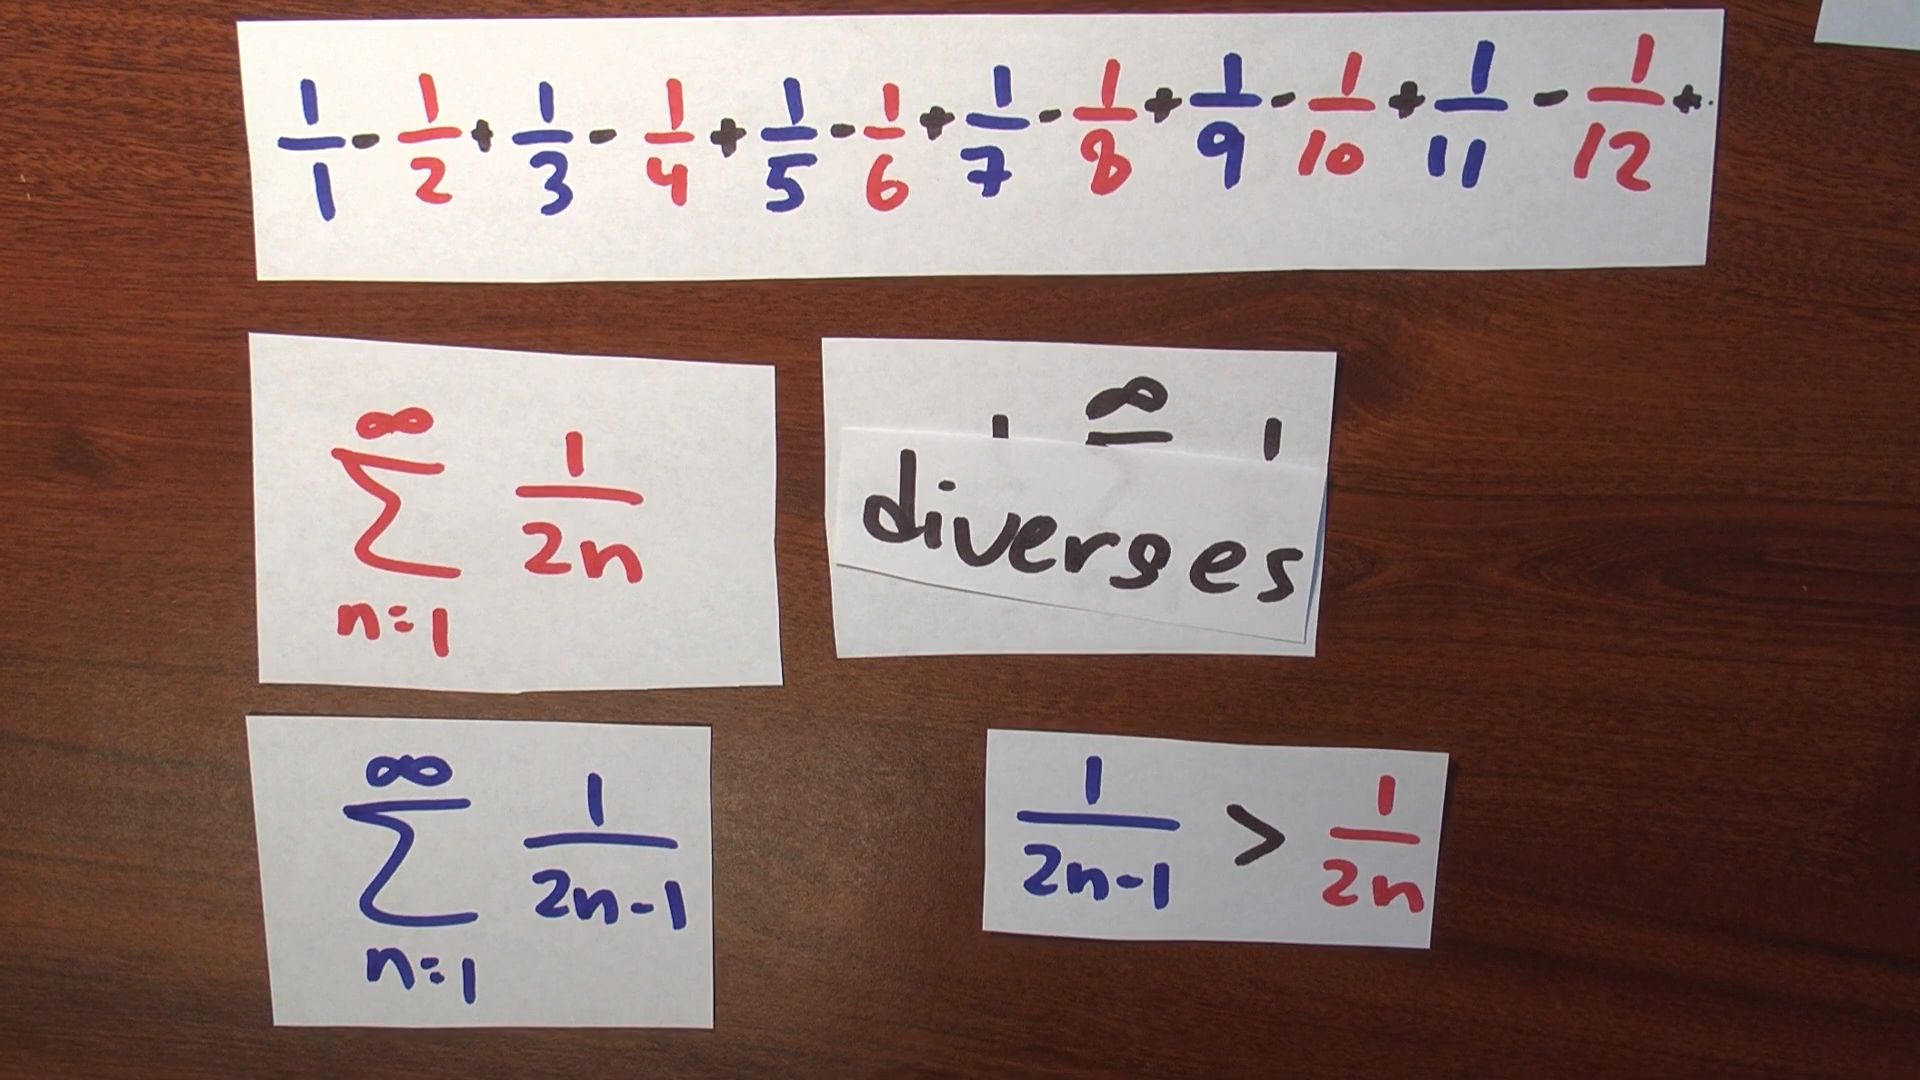 1/1 - 1/2 + 1/3 - 1/4 + 1/5 - 1/6 + 1/7 - 1/8 + 1/9 - 1/10 + 1/11 - 1/12 + ..
∞
∑ 1/2n
n=1
∞
diverges
∞
∑ 1/(2n-1)
n=1
1/(2n-1) > 1/2n